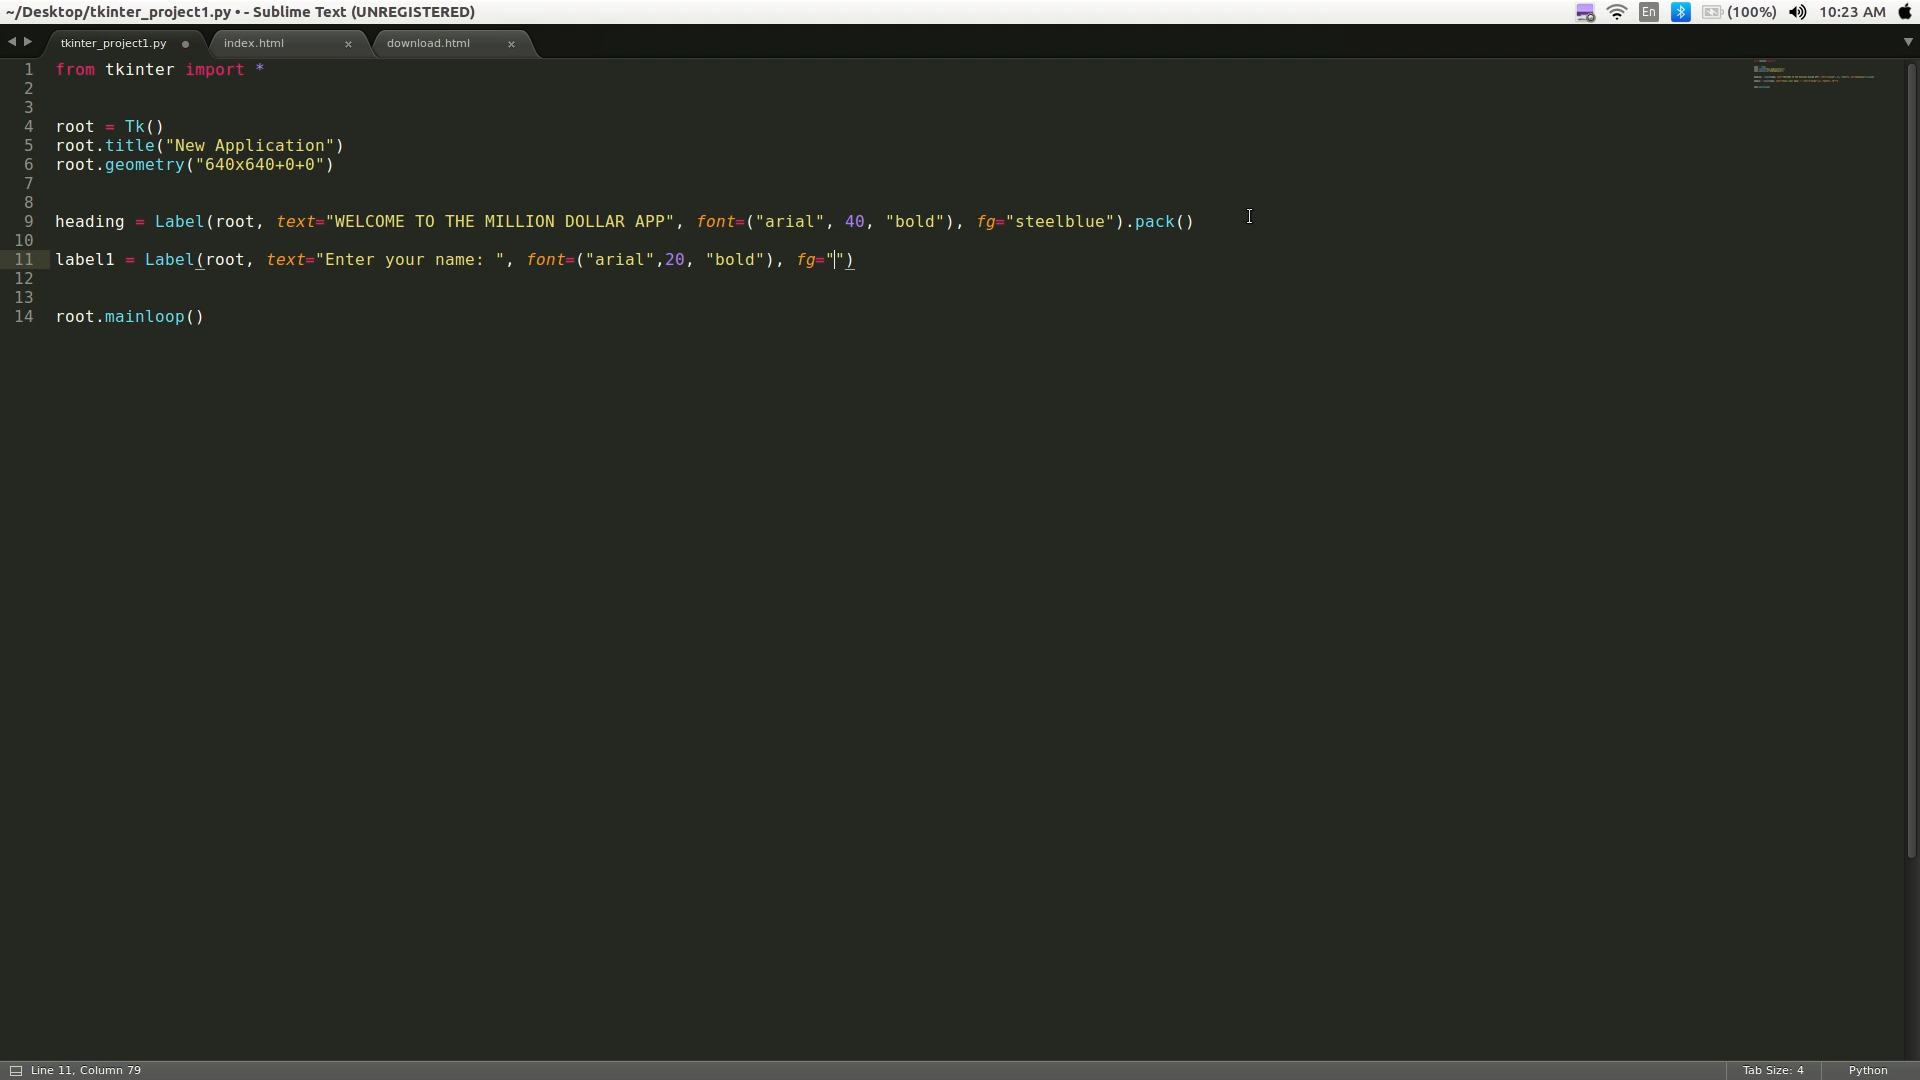 ~/Desktop/tkinter_project1.py • - Sublime Text (UNREGISTERED)
En (100%) 10:23 AM
tkinter_project1.py index.html download.html
1 from tkinter import *
2
3
4 root = Tk()
5 root.title("New Application")
6 root.geometry("640x640+0+0")
7
8
9 heading = Label(root, text="WELCOME TO THE MILLION DOLLAR APP", font=("arial", 40, "bold"), fg="steelblue").pack()
10
11 label1 = Label(root, text="Enter your name: ", font=("arial",20, "bold"), fg="")
12
13
14 root.mainloop()
Line 11, Column 79 Tab Size: 4 Python